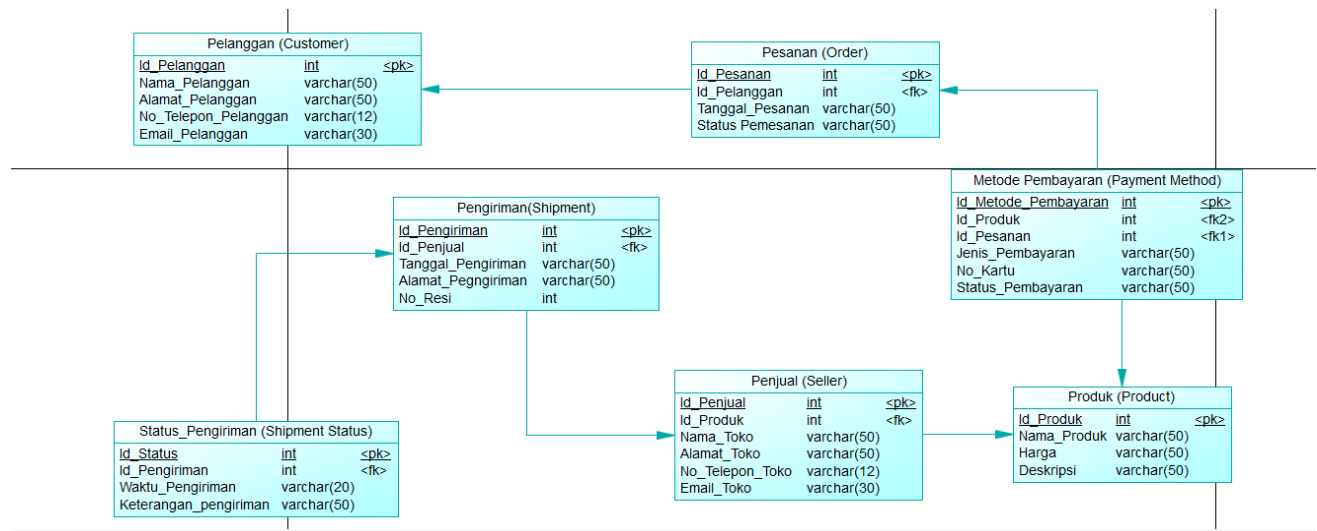 Pelanggan (Customer)
Id_Pelanggan int <pk>
Nama_Pelanggan varchar(50)
Alamat_Pelanggan varchar(50)
No_Telepon_Pelanggan varchar(12)
Email_Pelanggan varchar(30)
Pesanan (Order)
Id_Pesanan int <pk>
Id_Pelanggan int <fk>
Tanggal_Pesanan varchar(50)
Status Pemesanan varchar(50)
Metode Pembayaran (Payment Method)
Id_Metode_Pembayaran int <pk>
Id_Produk int <fk2>
Id_Pesanan int <fk1>
Jenis_Pembayaran varchar(50)
No_Kartu varchar(50)
Status_Pembayaran varchar(50)
Pengiriman(Shipment)
Id_Pengiriman int <pk>
Id_Penjual int <fk>
Tanggal_Pengiriman varchar(50)
Alamat_Pegngiriman varchar(50)
No_Resi int
Penjual (Seller)
Id_Penjual int <pk>
Id_Produk int <fk>
Nama_Toko varchar(50)
Alamat_Toko varchar(50)
No_Telepon_Toko varchar(12)
Email_Toko varchar(30)
Produk (Product)
Id_Produk int <pk>
Nama_Produk varchar(50)
Harga varchar(50)
Deskripsi varchar(50)
Status_Pengiriman (Shipment Status)
Id_Status int <pk>
Id_Pengiriman int <fk>
Waktu_Pengiriman varchar(20)
Keterangan_pengiriman varchar(50)